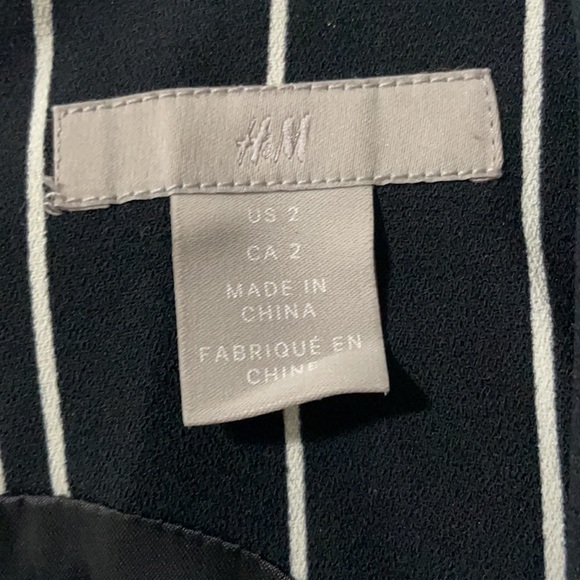 H&M
US 2
CA 2
MADE IN
CHINA
FABRIQUÉ EN
CHINE